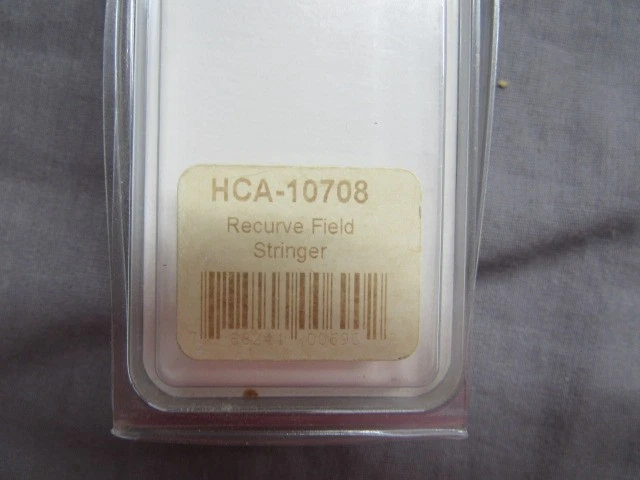 HCA-10708
Recurve Field
Stringer